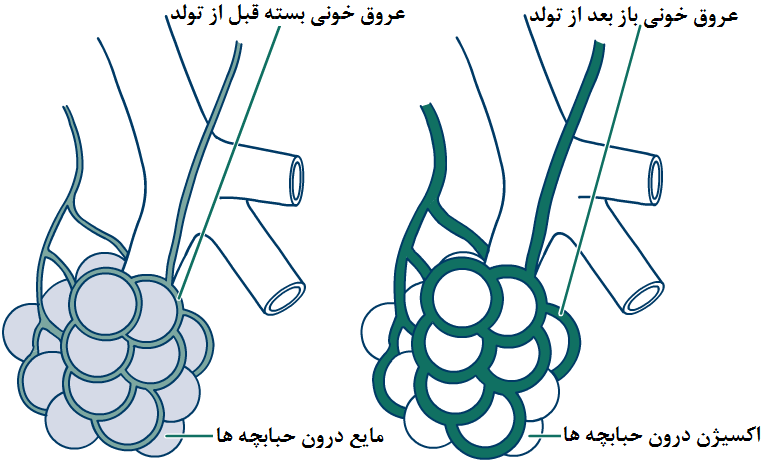 عروق خونی بسته قبل از تولد
عروق خونی باز بعد از تولد
مایع درون حبابچه ها
اکسیژن درون حبابچه ها